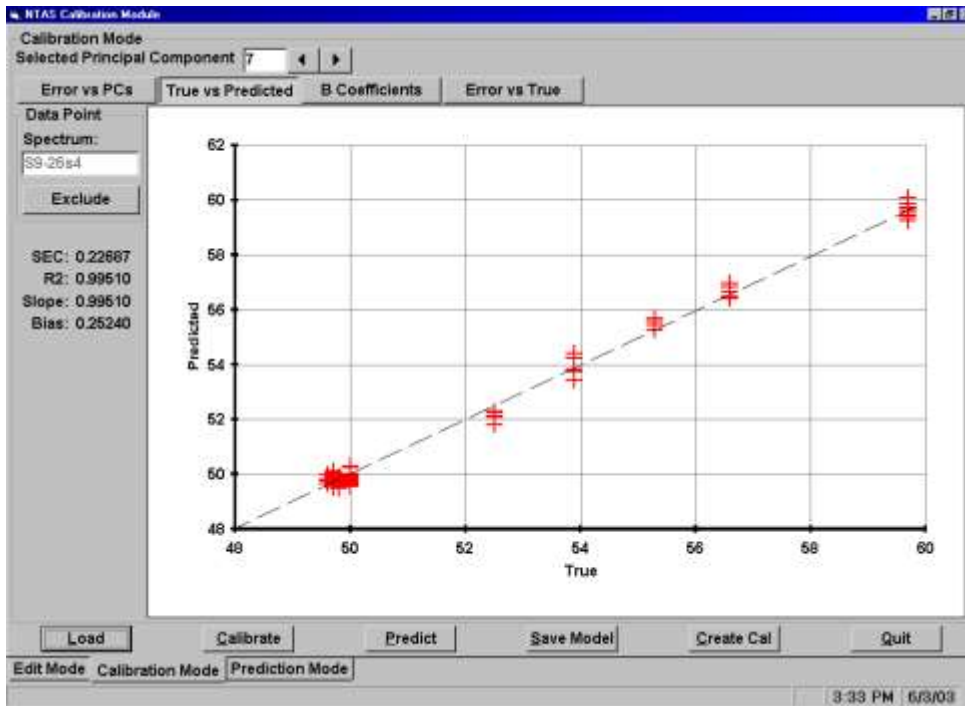 NTAS Calibration Module
Calibration Mode
Selected Principal Component 7
Error vs PCs True vs Predicted B Coefficients Error vs True
Data Point
Spectrum:
S9-26s4
Exclude
SEC: 0.22687
R2: 0.99510
Slope: 0.99510
Bias: 0.25240
62
60
58
56
54
52
50
48
Predicted
48 50 52 54 56 58 60
True
Load Calibrate Predict Save Model Create Cal Quit
Edit Mode Calibration Mode Prediction Mode
3:33 PM 6/3/03